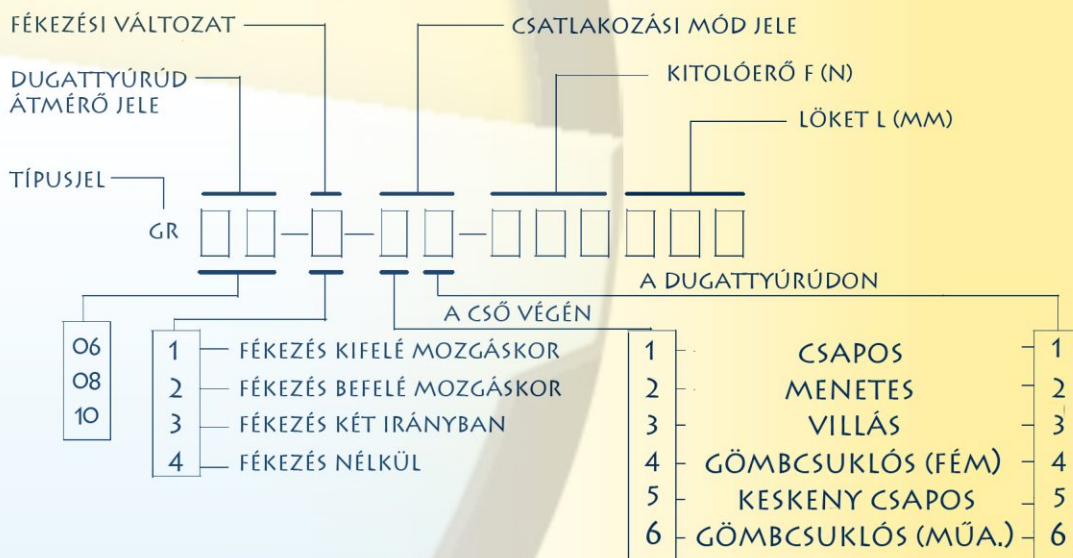 FÉKEZÉSI VÁLTOZAT
CSATLAKOZÁSI MÓD JELE
DUGATTYÚRÚD
ÁTMÉRŐ JELE
KITOLÓERŐ F (N)
LÖKET L (MM)
TÍPUSJEL
GR
A DUGATTYÚRÚDON
A CSŐ VÉGÉN
06
08
10
1 FÉKEZÉS KIFELÉ MOZGÁSKOR
2 FÉKEZÉS BEFELÉ MOZGÁSKOR
3 FÉKEZÉS KÉT IRÁNYBAN
4 FÉKEZÉS NÉLKÜL
1 - CSAPOS - 1
2 - MENETES - 2
3 - VILLÁS - 3
4 - GÖMBCSUKLÓS (FÉM) - 4
5 - KESKENY CSAPOS - 5
6 - GÖMBCSUKLÓS (MŰA.) - 6